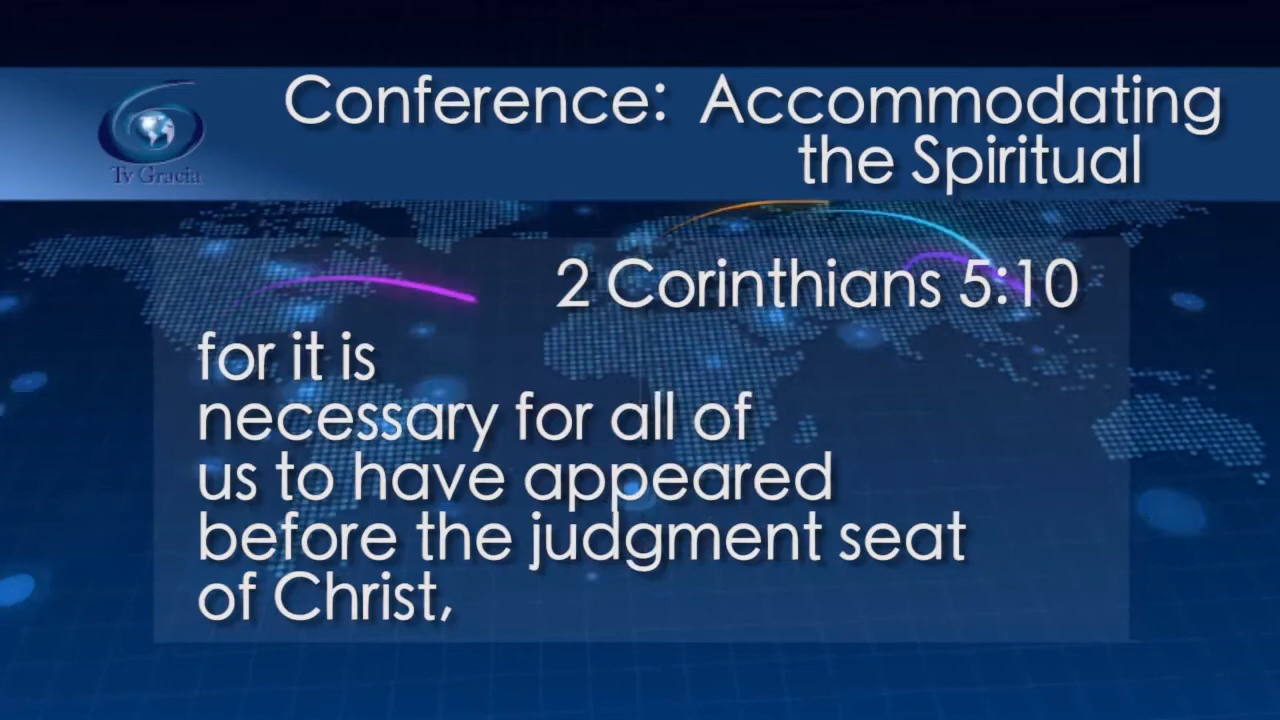 Conference: Accommodating
the Spiritual
Tv Gracia
2 Corinthians 5:10
for it is
necessary for all of
us to have appeared
before the judgment seat
of Christ,